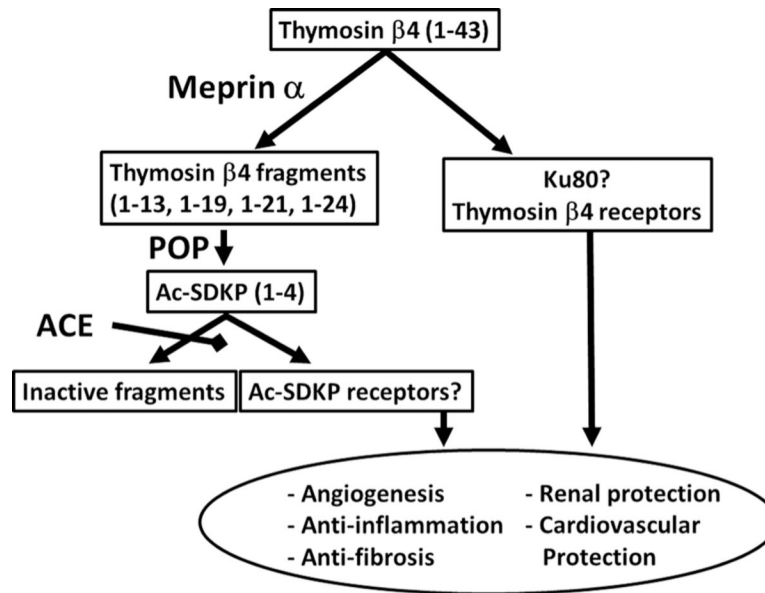 Thymosin β4 (1-43)
Meprin α
Thymosin β4 fragments
(1-13, 1-19, 1-21, 1-24)
Ku80?
Thymosin β4 receptors
POP
Ac-SDKP (1-4)
ACE
Inactive fragments
Ac-SDKP receptors?
- Angiogenesis
- Anti-inflammation
- Anti-fibrosis
- Renal protection
- Cardiovascular
Protection